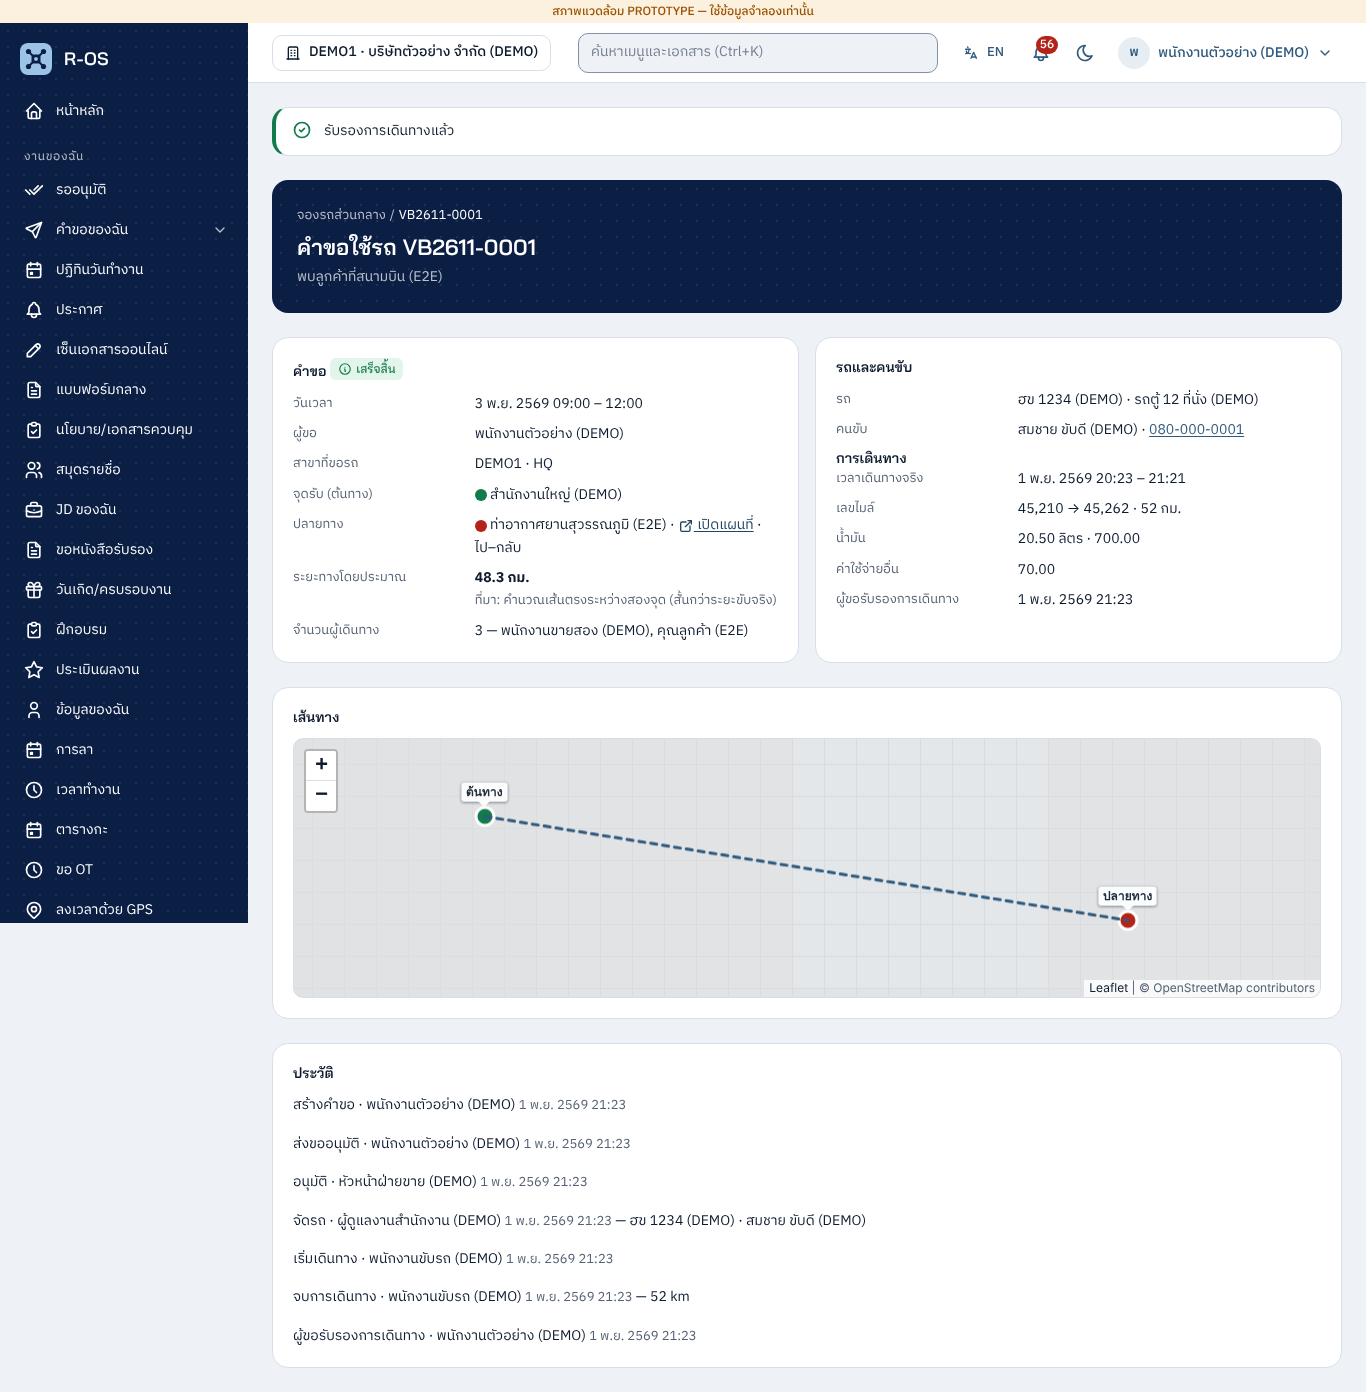 สภาพแวดล้อม PROTOTYPE — ใช้ข้อมูลจำลองเท่านั้น
R-OS
DEMO1 · บริษัทตัวอย่าง จำกัด (DEMO)
ค้นหาเมนูและเอกสาร (Ctrl+K)
EN
56
พ
พนักงานตัวอย่าง (DEMO)
หน้าหลัก
งานของฉัน
รออนุมัติ
คำขอของฉัน
ปฏิทินวันทำงาน
ประกาศ
เซ็นเอกสารออนไลน์
แบบฟอร์มกลาง
นโยบาย/เอกสารควบคุม
สมุดรายชื่อ
JD ของฉัน
ขอหนังสือรับรอง
วันเกิด/ครบรอบงาน
ฝึกอบรม
ประเมินผลงาน
ข้อมูลของฉัน
การลา
เวลาทำงาน
ตารางกะ
ขอ OT
ลงเวลาด้วย GPS
รับรองการเดินทางแล้ว
จองรถส่วนกลาง / VB2611-0001
คำขอใช้รถ VB2611-0001
พบลูกค้าที่สนามบิน (E2E)
คำขอ เสร็จสิ้น
วันเวลา 3 พ.ย. 2569 09:00 – 12:00
ผู้ขอ พนักงานตัวอย่าง (DEMO)
สาขาที่ขอรถ DEMO1 · HQ
จุดรับ (ต้นทาง) สำนักงานใหญ่ (DEMO)
ปลายทาง ท่าอากาศยานสุวรรณภูมิ (E2E) · เปิดแผนที่ ·
ไป–กลับ
ระยะทางโดยประมาณ 48.3 กม.
ที่มา: คำนวณเส้นตรงระหว่างสองจุด (สั้นกว่าระยะขับจริง)
จำนวนผู้เดินทาง 3 — พนักงานขายสอง (DEMO), คุณลูกค้า (E2E)
รถและคนขับ
รถ ฮข 1234 (DEMO) · รถตู้ 12 ที่นั่ง (DEMO)
คนขับ สมชาย ขับดี (DEMO) · 080-000-0001
การเดินทาง
เวลาเดินทางจริง 1 พ.ย. 2569 20:23 – 21:21
เลขไมล์ 45,210 → 45,262 · 52 กม.
น้ำมัน 20.50 ลิตร · 700.00
ค่าใช้จ่ายอื่น 70.00
ผู้ขอรับรองการเดินทาง 1 พ.ย. 2569 21:23
เส้นทาง
+
−
ต้นทาง
ปลายทาง
Leaflet | © OpenStreetMap contributors
ประวัติ
สร้างคำขอ · พนักงานตัวอย่าง (DEMO) 1 พ.ย. 2569 21:23
ส่งขออนุมัติ · พนักงานตัวอย่าง (DEMO) 1 พ.ย. 2569 21:23
อนุมัติ · หัวหน้าฝ่ายขาย (DEMO) 1 พ.ย. 2569 21:23
จัดรถ · ผู้ดูแลงานสำนักงาน (DEMO) 1 พ.ย. 2569 21:23 — ฮข 1234 (DEMO) · สมชาย ขับดี (DEMO)
เริ่มเดินทาง · พนักงานขับรถ (DEMO) 1 พ.ย. 2569 21:23
จบการเดินทาง · พนักงานขับรถ (DEMO) 1 พ.ย. 2569 21:23 — 52 km
ผู้ขอรับรองการเดินทาง · พนักงานตัวอย่าง (DEMO) 1 พ.ย. 2569 21:23